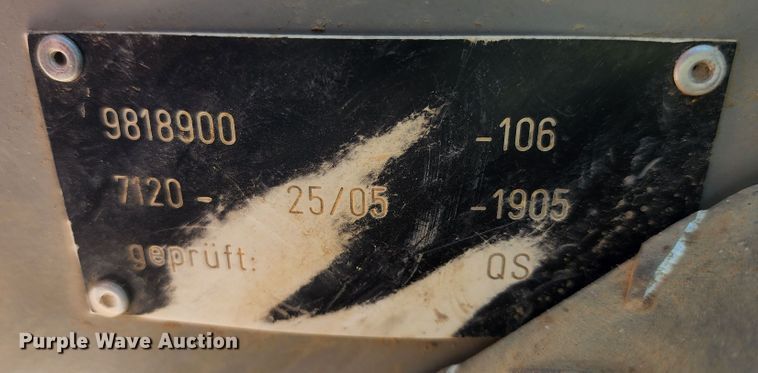 9818900 -106
7120 - 25/05 -1905
geprüft: QS
Purple Wave Auction